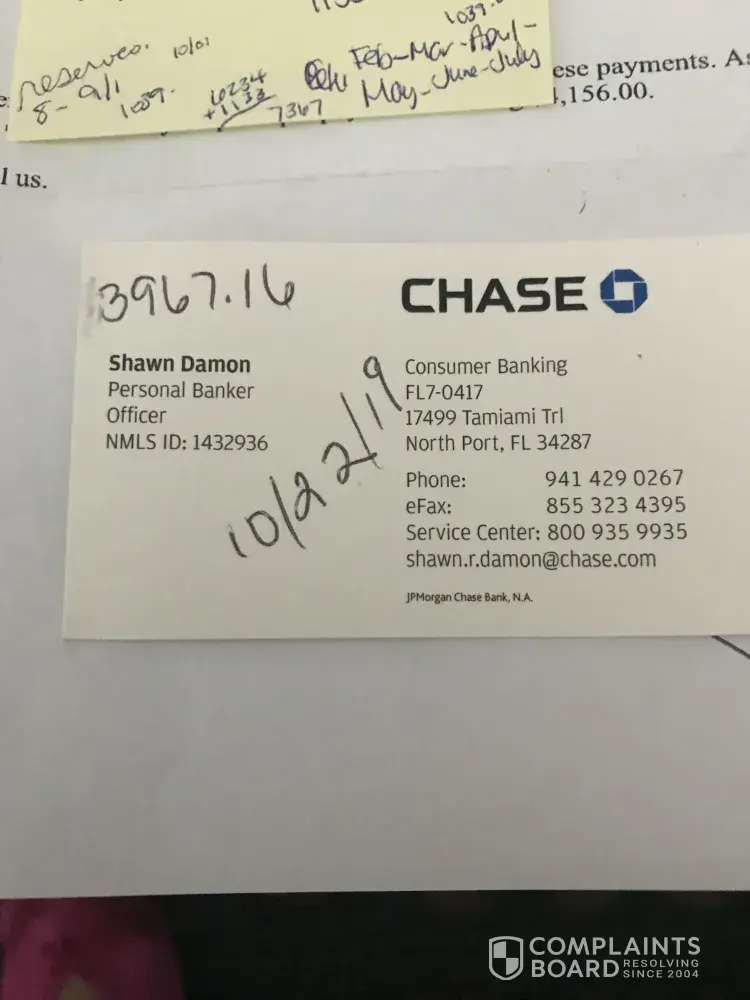 1039.
reserves. 10/01
8-9/1 1039.
6234
+1133
7367
Feb-Mar-April-
May-June-July
ese payments. As
,156.00.
l us.
3967.16
CHASE
Shawn Damon
Personal Banker
Officer
NMLS ID: 1432936
10/22/19
Consumer Banking
FL7-0417
17499 Tamiami Trl
North Port, FL 34287
Phone: 941 429 0267
eFax: 855 323 4395
Service Center: 800 935 9935
shawn.r.damon@chase.com
JPMorgan Chase Bank, N.A.
COMPLAINTS
BOARD RESOLVING SINCE 2004